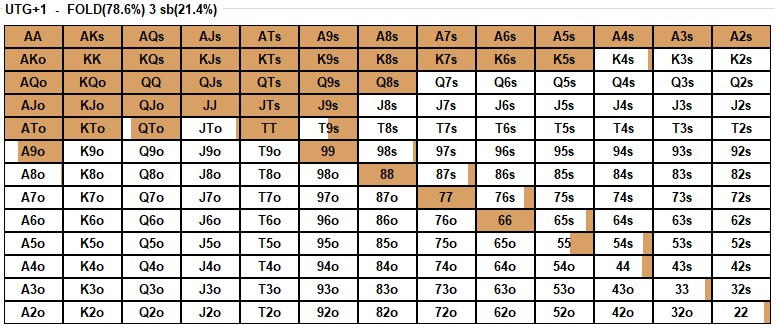 UTG+1 - FOLD(78.6%) 3 sb(21.4%)
AA AKs AQs AJs ATs A9s A8s A7s A6s A5s A4s A3s A2s
AKo KK KQs KJs KTs K9s K8s K7s K6s K5s K4s K3s K2s
AQo KQo QQ QJs QTs Q9s Q8s Q7s Q6s Q5s Q4s Q3s Q2s
AJo KJo QJo JJ JTs J9s J8s J7s J6s J5s J4s J3s J2s
ATo KTo QTo JTo TT T9s T8s T7s T6s T5s T4s T3s T2s
A9o K9o Q9o J9o T9o 99 98s 97s 96s 95s 94s 93s 92s
A8o K8o Q8o J8o T8o 98o 88 87s 86s 85s 84s 83s 82s
A7o K7o Q7o J7o T7o 97o 87o 77 76s 75s 74s 73s 72s
A6o K6o Q6o J6o T6o 96o 86o 76o 66 65s 64s 63s 62s
A5o K5o Q5o J5o T5o 95o 85o 75o 65o 55 54s 53s 52s
A4o K4o Q4o J4o T4o 94o 84o 74o 64o 54o 44 43s 42s
A3o K3o Q3o J3o T3o 93o 83o 73o 63o 53o 43o 33 32s
A2o K2o Q2o J2o T2o 92o 82o 72o 62o 52o 42o 32o 22